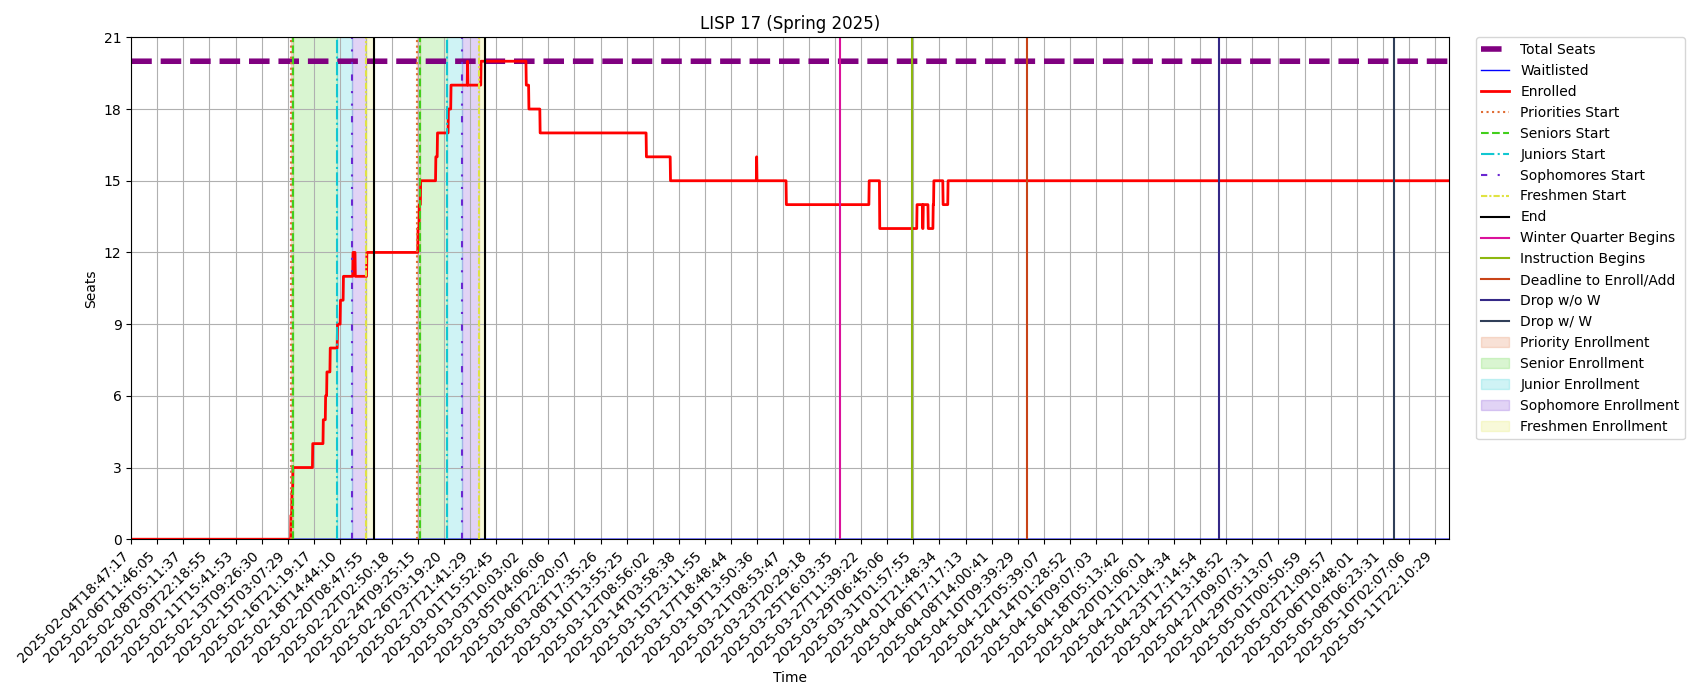 LISP 17 (Spring 2025)
21
18
15
12
9
6
3
0
Seats
2025-02-04T18:47:17
2025-02-06T11:46:05
2025-02-08T05:11:37
2025-02-09T22:18:55
2025-02-11T15:41:53
2025-02-13T09:26:30
2025-02-15T03:07:29
2025-02-16T21:19:17
2025-02-18T14:44:10
2025-02-20T08:47:55
2025-02-22T02:50:18
2025-02-24T09:25:15
2025-02-26T03:19:20
2025-02-27T21:41:29
2025-03-01T15:52:45
2025-03-03T10:03:02
2025-03-05T04:06:06
2025-03-06T22:20:07
2025-03-08T17:35:26
2025-03-10T13:55:25
2025-03-12T08:56:02
2025-03-14T03:58:38
2025-03-15T23:11:55
2025-03-17T18:48:44
2025-03-19T13:50:36
2025-03-21T08:53:47
2025-03-23T20:29:18
2025-03-25T16:03:35
2025-03-27T11:39:22
2025-03-29T06:45:06
2025-03-31T01:57:55
2025-04-01T21:48:34
2025-04-06T17:17:13
2025-04-08T14:00:41
2025-04-10T09:39:29
2025-04-12T05:39:07
2025-04-14T01:28:52
2025-04-16T09:07:03
2025-04-18T05:13:42
2025-04-20T01:06:01
2025-04-21T21:04:34
2025-04-23T17:14:54
2025-04-25T13:18:52
2025-04-27T09:07:31
2025-04-29T05:13:07
2025-05-01T00:50:59
2025-05-02T21:09:57
2025-05-06T10:48:01
2025-05-08T06:23:31
2025-05-10T02:07:06
2025-05-11T22:10:29
Time
Total Seats
Waitlisted
Enrolled
Priorities Start
Seniors Start
Juniors Start
Sophomores Start
Freshmen Start
End
Winter Quarter Begins
Instruction Begins
Deadline to Enroll/Add
Drop w/o W
Drop w/ W
Priority Enrollment
Senior Enrollment
Junior Enrollment
Sophomore Enrollment
Freshmen Enrollment